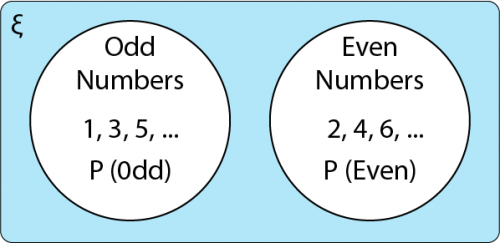 ξ
Odd
Numbers
1, 3, 5, ...
P (0dd)
Even
Numbers
2, 4, 6, ...
P (Even)